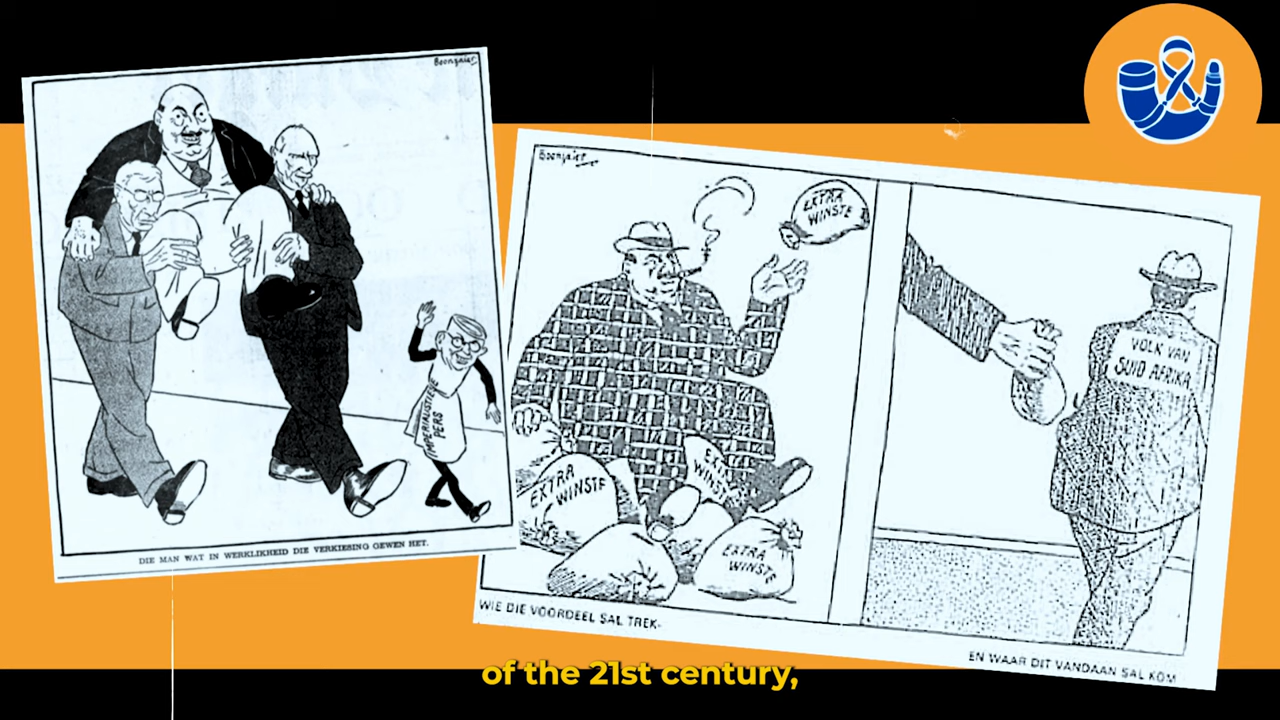 Boonzaier.
IMPERIALISTIESE
PERS
DIE MAN WAT IN WERKLIKHEID DIE VERKIESING GEWEN HET.
Boonzaier
EXTRA
WINSTE
EXTRA
WINSTE
EXTRA
WINSTE
EXTRA
WINSTE
WIE DIE VOORDEEL SAL TREK-
VOLK VAN
SUID AFRIKA
EN WAAR DIT VANDAAN SAL KOM
of the 21st century,